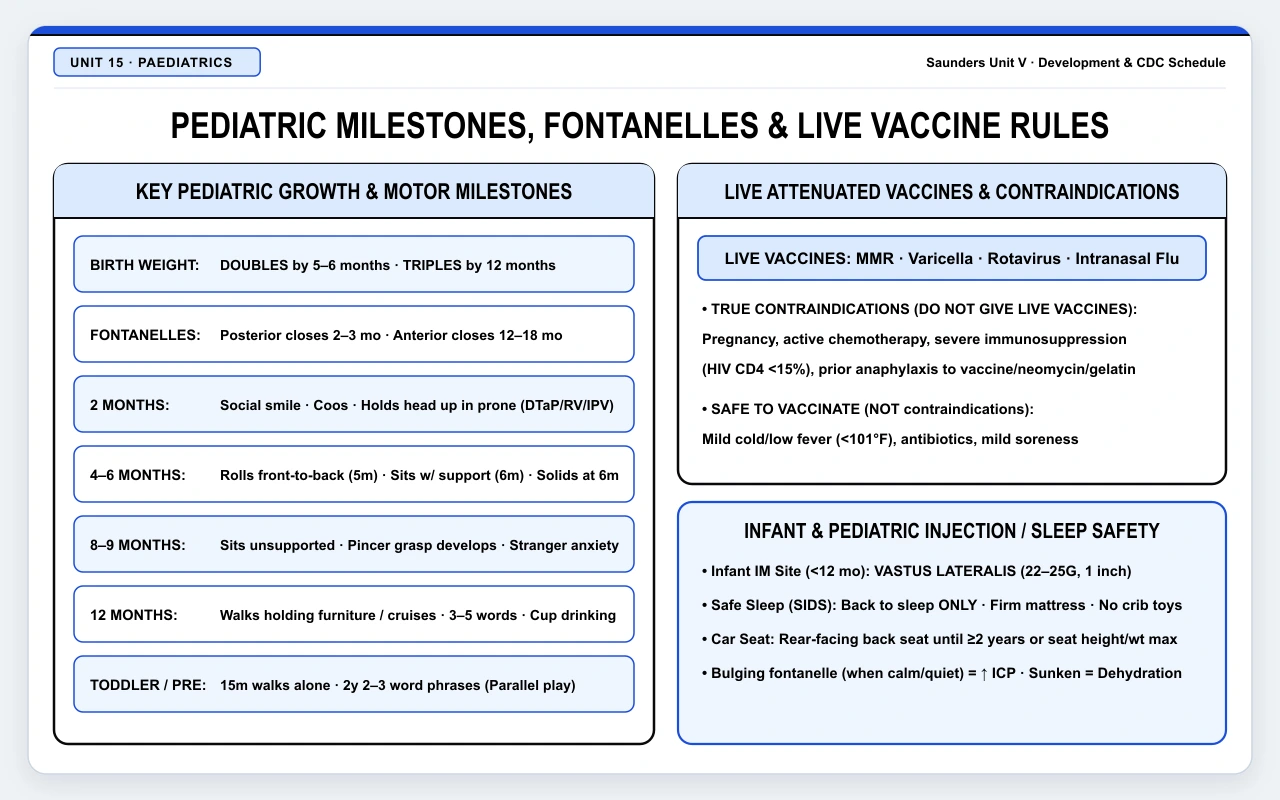 UNIT 15 · PAEDIATRICS
Saunders Unit V · Development & CDC Schedule
PEDIATRIC MILESTONES, FONTANELLES & LIVE VACCINE RULES
KEY PEDIATRIC GROWTH & MOTOR MILESTONES
BIRTH WEIGHT: DOUBLES by 5–6 months · TRIPLES by 12 months
FONTANELLES: Posterior closes 2–3 mo · Anterior closes 12–18 mo
2 MONTHS: Social smile · Coos · Holds head up in prone (DTaP/RV/IPV)
4–6 MONTHS: Rolls front-to-back (5m) · Sits w/ support (6m) · Solids at 6m
8–9 MONTHS: Sits unsupported · Pincer grasp develops · Stranger anxiety
12 MONTHS: Walks holding furniture / cruises · 3–5 words · Cup drinking
TODDLER / PRE: 15m walks alone · 2y 2–3 word phrases (Parallel play)
LIVE ATTENUATED VACCINES & CONTRAINDICATIONS
LIVE VACCINES: MMR · Varicella · Rotavirus · Intranasal Flu
• TRUE CONTRAINDICATIONS (DO NOT GIVE LIVE VACCINES):
Pregnancy, active chemotherapy, severe immunosuppression
(HIV CD4 <15%), prior anaphylaxis to vaccine/neomycin/gelatin
• SAFE TO VACCINATE (NOT contraindications):
Mild cold/low fever (<101°F), antibiotics, mild soreness
INFANT & PEDIATRIC INJECTION / SLEEP SAFETY
• Infant IM Site (<12 mo): VASTUS LATERALIS (22–25G, 1 inch)
• Safe Sleep (SIDS): Back to sleep ONLY · Firm mattress · No crib toys
• Car Seat: Rear-facing back seat until ≥2 years or seat height/wt max
• Bulging fontanelle (when calm/quiet) = ↑ ICP · Sunken = Dehydration